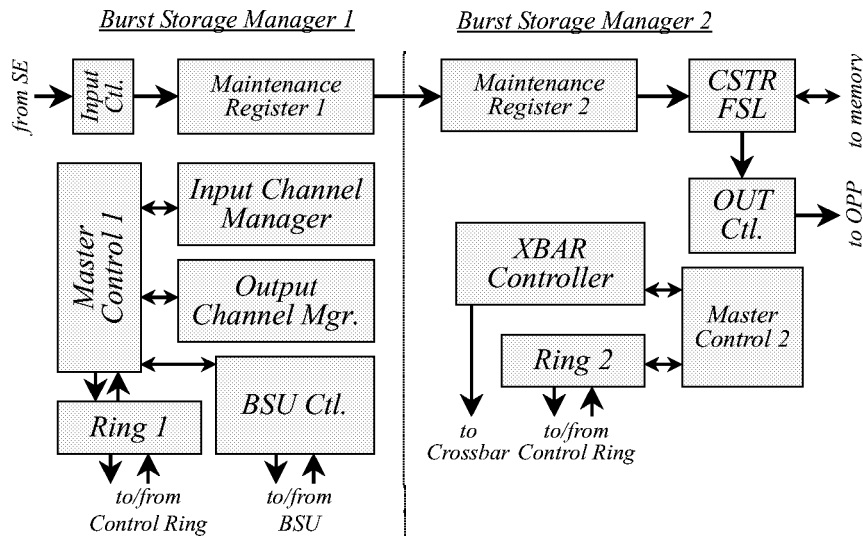 Burst Storage Manager 1
Burst Storage Manager 2
from SE
Input
Ctl.
Maintenance
Register 1
Maintenance
Register 2
CSTR
FSL
to memory
Master
Control 1
Input Channel
Manager
OUT
Ctl.
to OPP
XBAR
Controller
Output
Channel Mgr.
Master
Control 2
Ring 2
BSU Ctl.
Ring 1
to
Crossbar
to/from
Control Ring
to/from
Control Ring
to/from
BSU